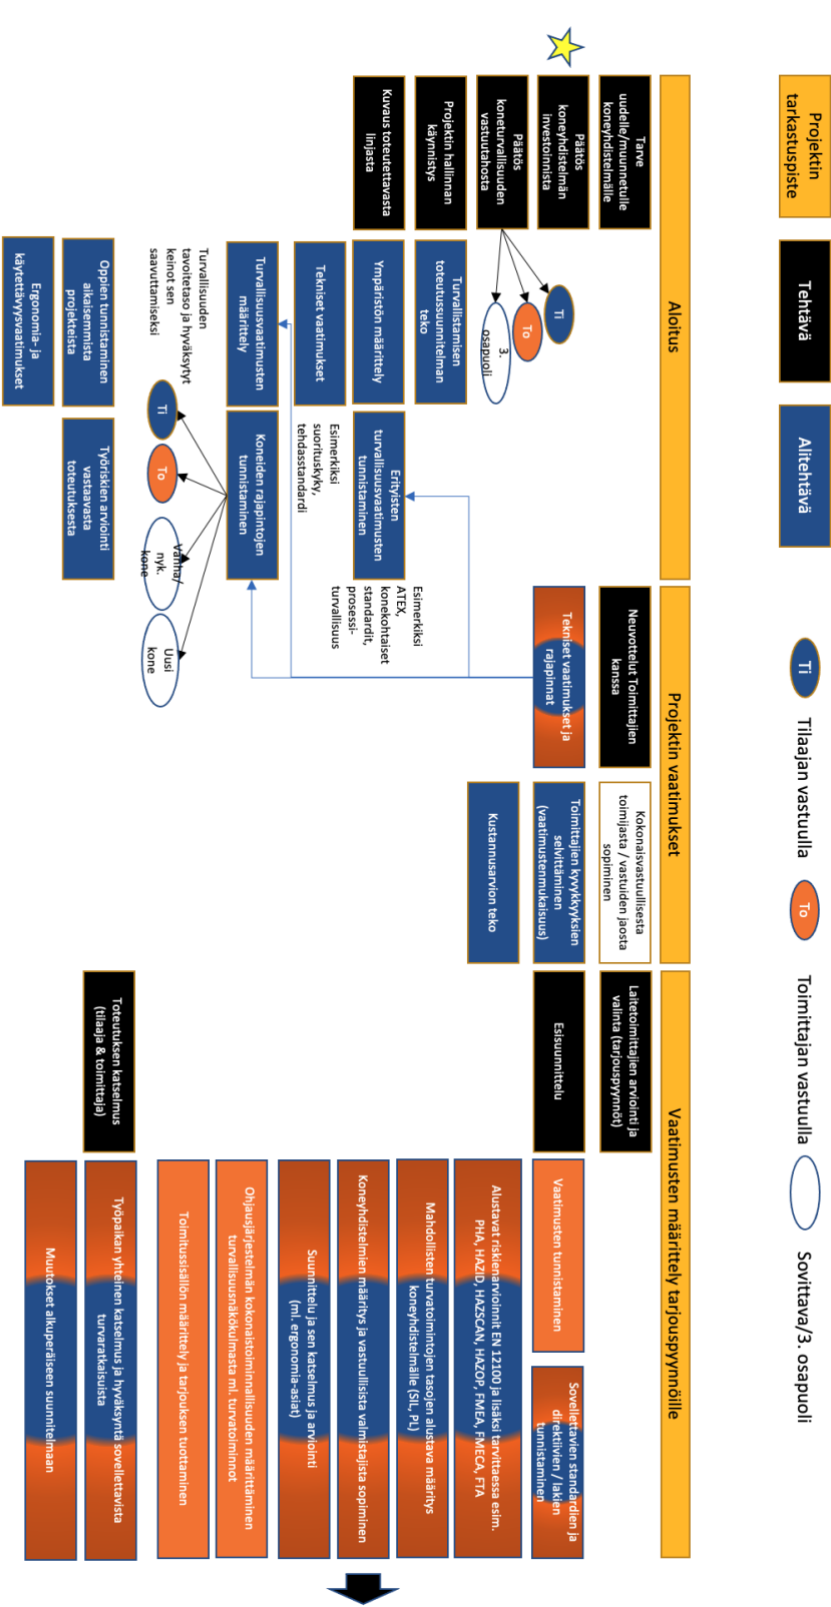 Projektin
tarkastuspiste
Tehtävä
Alitehtävä
Ti
Tilaajan vastuulla
To
Toimittajan vastuulla
Sovittava/3. osapuoli
Aloitus
Projektin vaatimukset
Vaatimusten määrittely tarjouspyynnöille
Tarve
uudelle/muunnetulle
koneyhdistelmälle
Päätös
koneyhdistelmän
investoinnista
Päätös
koneturvallisuuden
vastuutahosta
Ti
To
3.
osapuoli
Projektin hallinnan
käynnistys
Turvallistamisen
toteutussuunnitelman
teko
Kuvaus toteutettavasta
linjasta
Ympäristön määrittely
Erityisten
turvallisuusvaatimusten
tunnistaminen
Esimerkiksi
ATEX,
konekohtaiset
standardit,
prosessi-
turvallisuus
Tekniset vaatimukset
Esimerkiksi
suorituskyky,
tehdasstandardi
Turvallisuusvaatimusten
määrittely
Koneiden rajapintojen
tunnistaminen
Turvallisuuden
tavoitetaso ja hyväksytyt
keinot sen
saavuttamiseksi
Ti
To
Vanha/
nyk.
kone
Uusi
kone
Oppien tunnistaminen
aikaisemmista
projekteista
Työriskien arviointi
vastaavasta
toteutuksesta
Ergonomia- ja
käytettävyysvaatimukset
Neuvottelut Toimittajien
kanssa
Kokonaisvastuullisesta
toimijasta / vastuiden jaosta
sopiminen
Tekniset vaatimukset ja
rajapinnat
Toimittajien kyvykkyyksien
selvittäminen
(vaatimustenmukaisuus)
Kustannusarvion teko
Laitetoimittajien arviointi ja
valinta (tarjouspyynnöt)
Esisuunnittelu
Vaatimusten tunnistaminen
Sovellettavien standardien ja
direktiivien / lakien
tunnistaminen
Alustavat riskienarvioinnit EN 12100 ja lisäksi tarvittaessa esim.
PHA, HAZID, HAZSCAN, HAZOP, FMEA, FMECA, FTA
Mahdollisten turvatoimintojen tasojen alustava määritys
koneyhdistelmälle (SIL, PL)
Koneyhdistelmien määritys ja vastuullisista valmistajista sopiminen
Suunnittelu ja sen katselmus ja arviointi
(ml. ergonomia-asiat)
Ohjausjärjestelmän kokonaistoiminnallisuuden määrittäminen
turvallisuusnäkökulmasta ml. turvatoiminnot
Toimitussisällön määrittely ja tarjouksen tuottaminen
Toteutuksen katselmus
(tilaaja & toimittaja)
Työpaikan yhteinen katselmus ja hyväksyntä sovellettavista
turvaratkaisuista
Muutokset alkuperäiseen suunnitelmaan